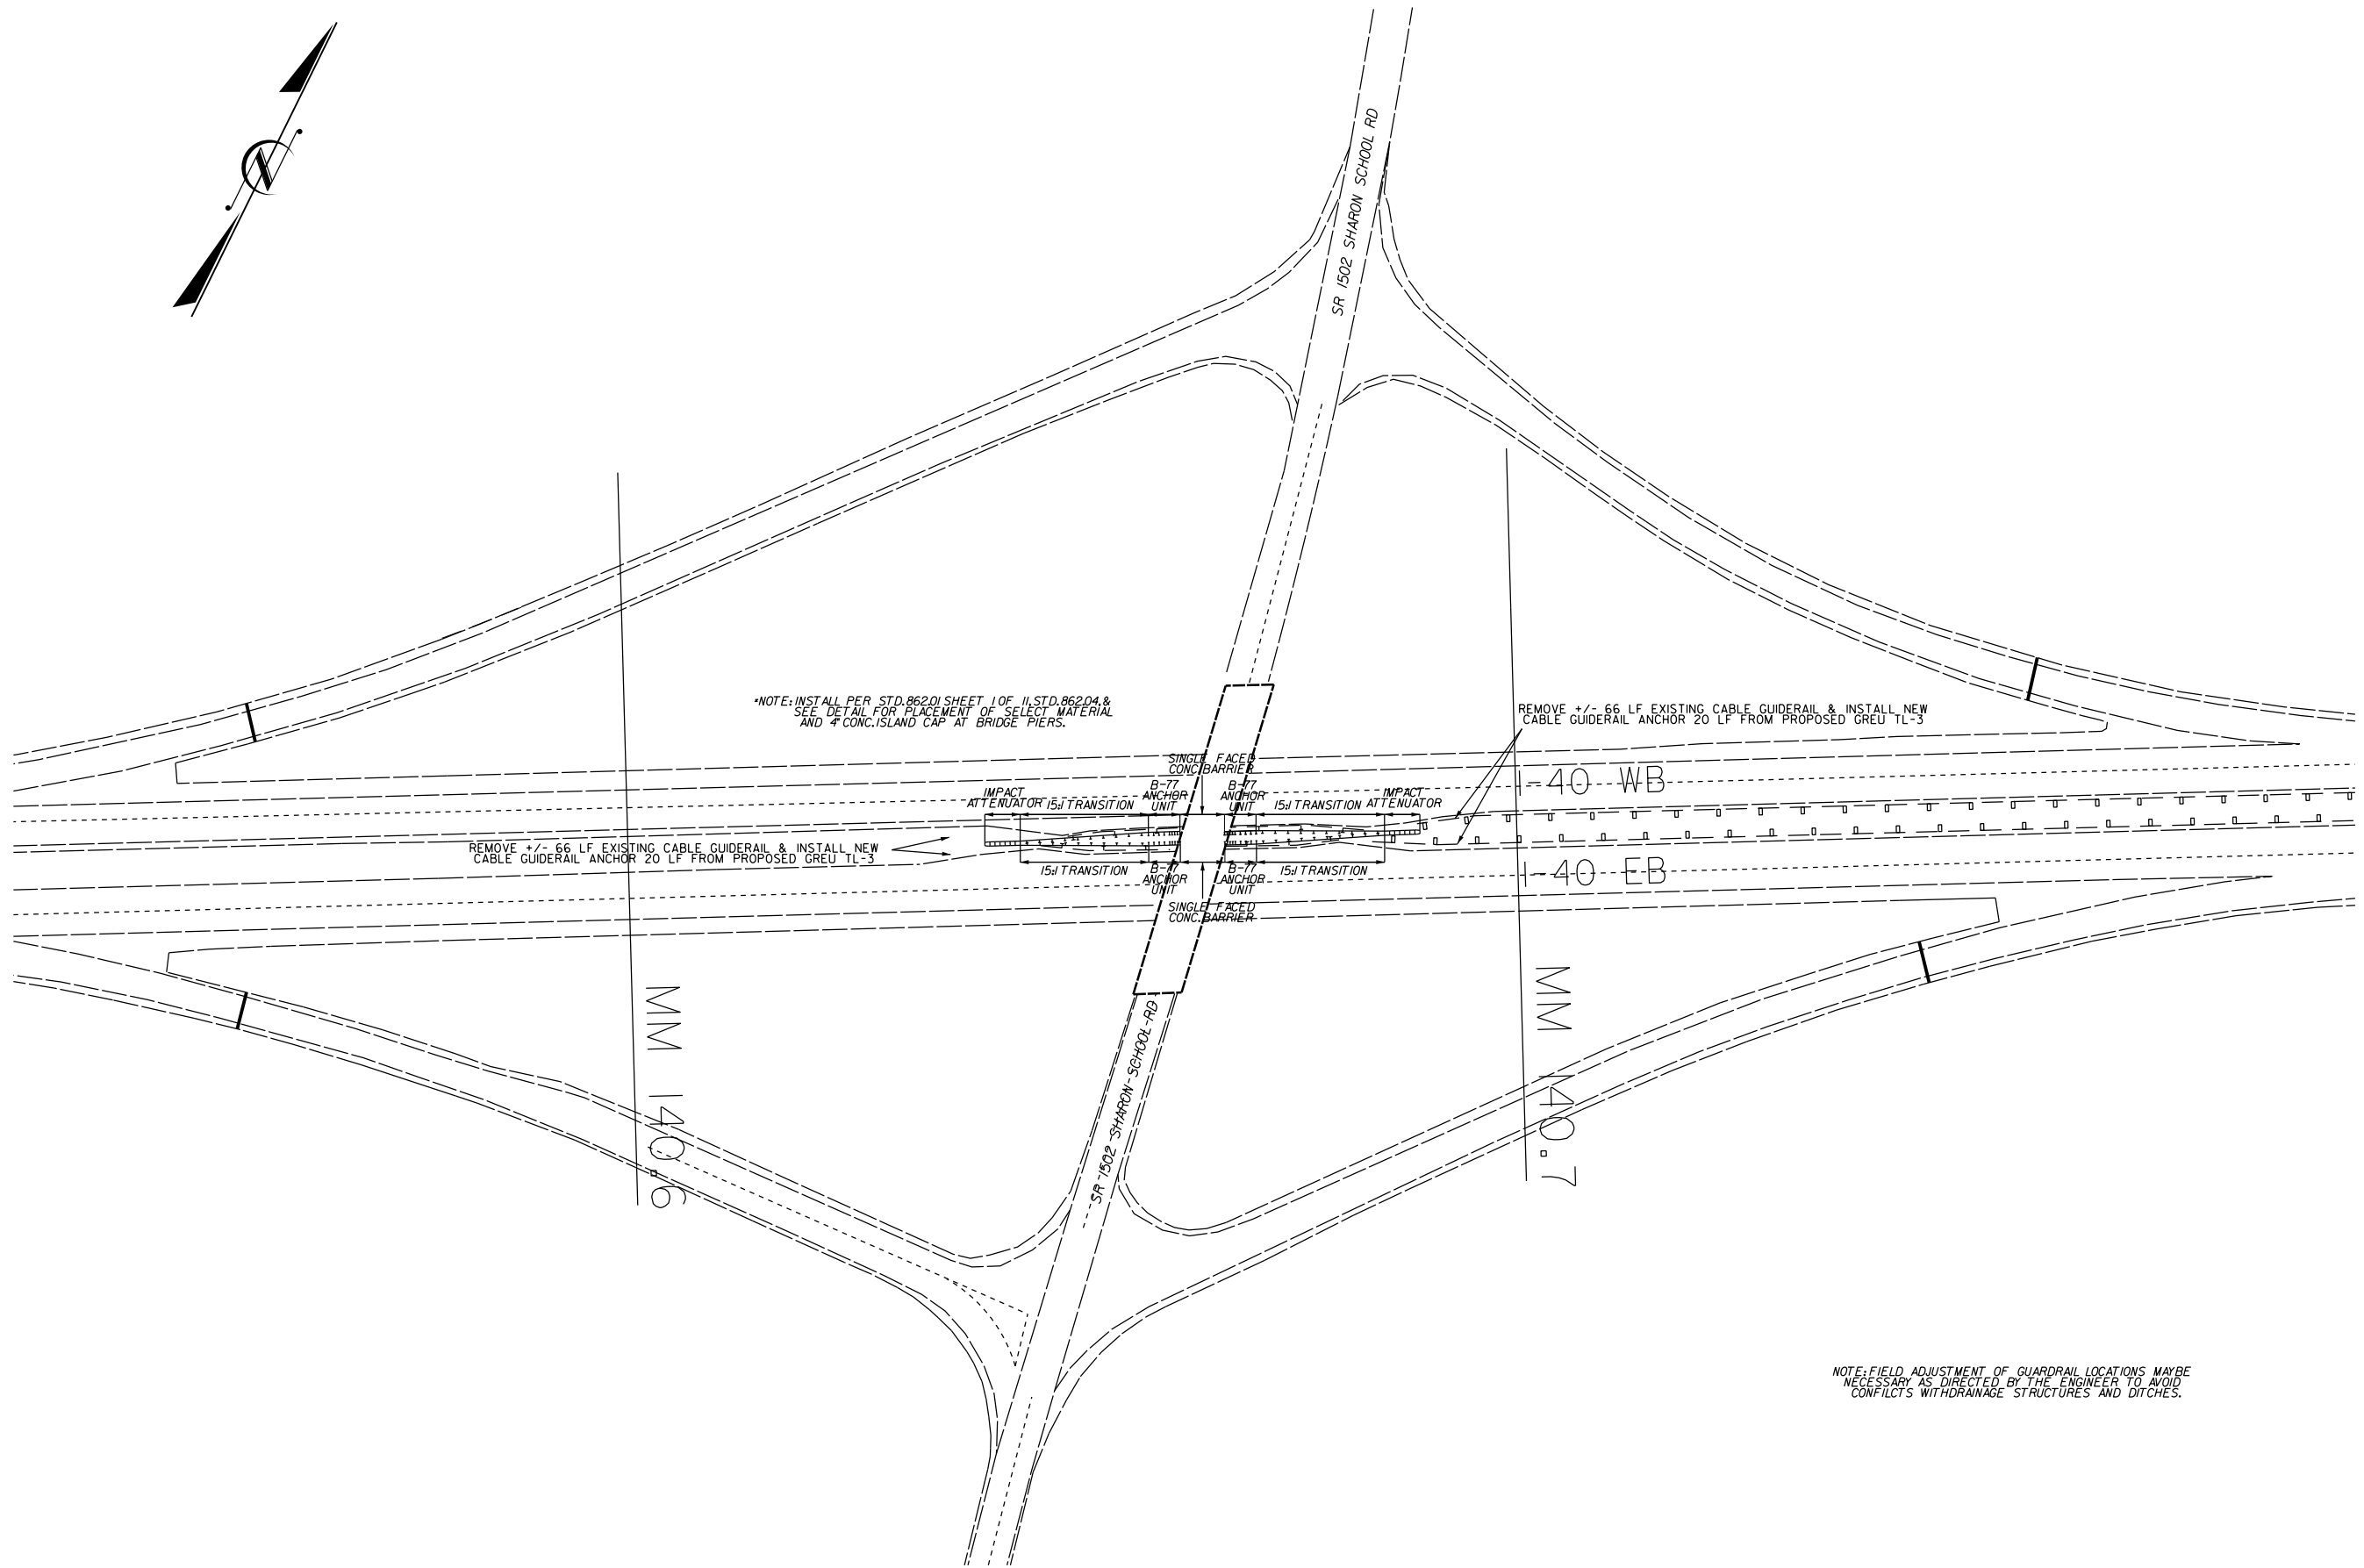 N
SR 1502 SHARON SCHOOL RD
*NOTE: INSTALL PER STD. 862.01 SHEET 1 OF 11, STD. 862.04, &
SEE DETAIL FOR PLACEMENT OF SELECT MATERIAL
AND 4" CONC. ISLAND CAP AT BRIDGE PIERS.
REMOVE +/- 66 LF EXISTING CABLE GUIDERAIL & INSTALL NEW
CABLE GUIDERAIL ANCHOR 20 LF FROM PROPOSED GREU TL-3
SINGLE FACED
CONC. BARRIER
I-40 WB
IMPACT
ATTENUATOR
15:1 TRANSITION
B-77
ANCHOR
UNIT
B-77
ANCHOR
UNIT
15:1 TRANSITION
IMPACT
ATTENUATOR
REMOVE +/- 66 LF EXISTING CABLE GUIDERAIL & INSTALL NEW
CABLE GUIDERAIL ANCHOR 20 LF FROM PROPOSED GREU TL-3
15:1 TRANSITION
B-77
ANCHOR
UNIT
B-77
ANCHOR
UNIT
15:1 TRANSITION
I-40 EB
SINGLE FACED
CONC. BARRIER
MM 140.6
SR 1502 SHARON SCHOOL RD
MM 140.7
NOTE: FIELD ADJUSTMENT OF GUARDRAIL LOCATIONS MAYBE
NECESSARY AS DIRECTED BY THE ENGINEER TO AVOID
CONFILCTS WITHDRAINAGE STRUCTURES AND DITCHES.